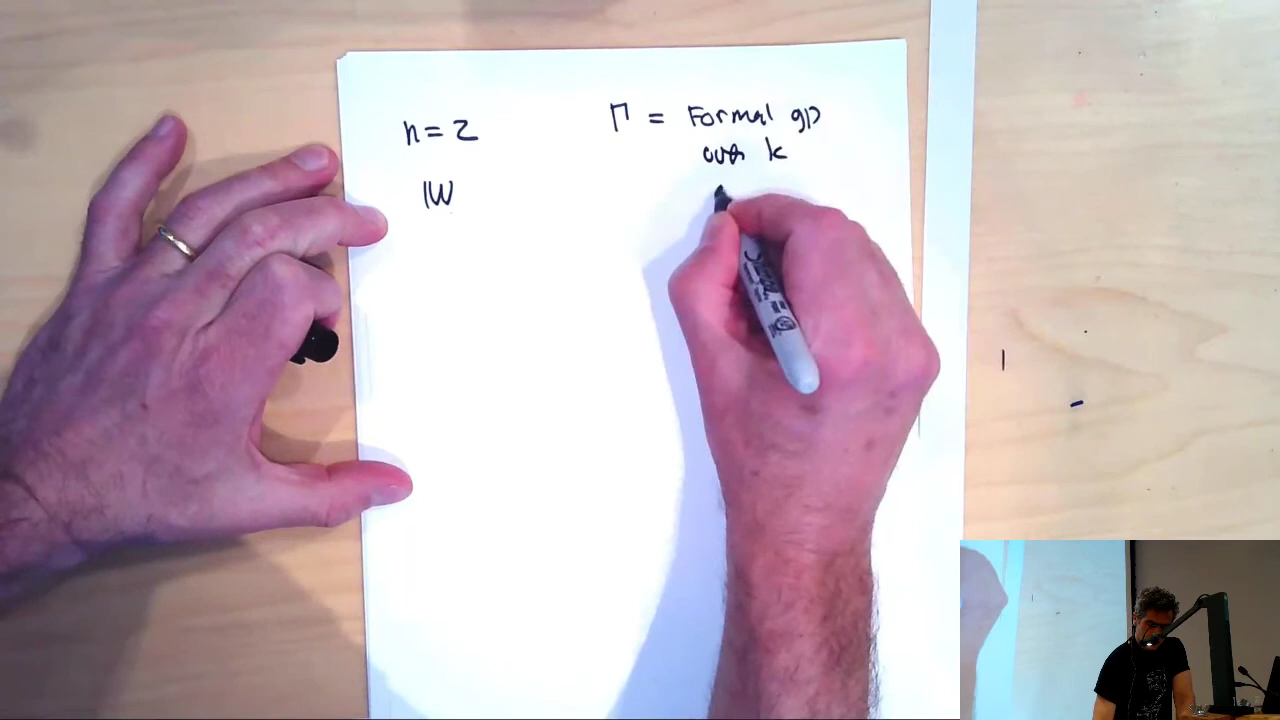 n = 2
Γ = Formal gp
over k
𝕎